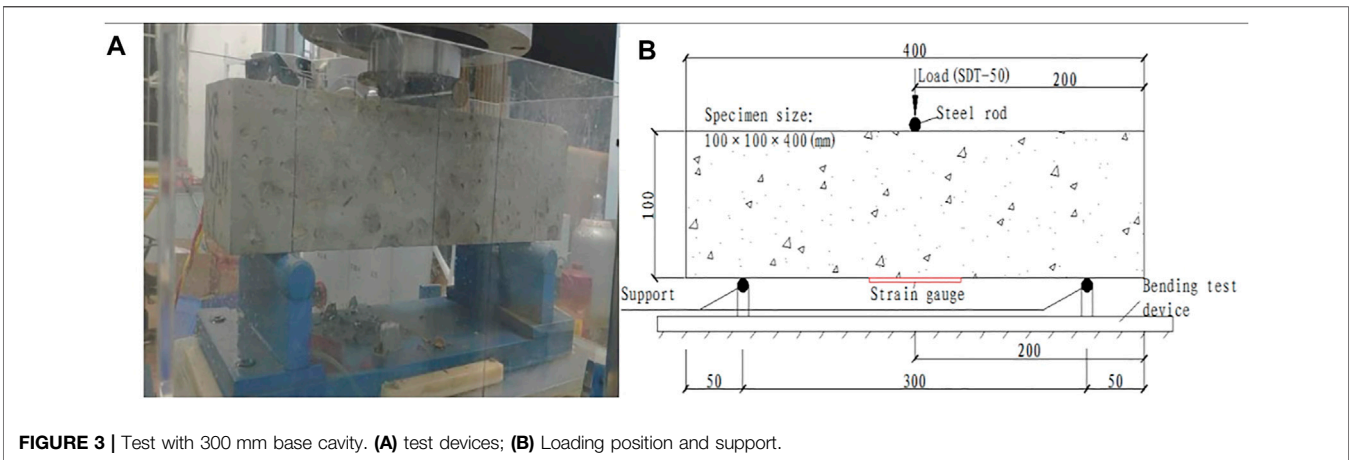 A
B
400
Load(SDT-50)
200
Steel rod
Specimen size:
100×100×400(mm)
100
Support
Strain gauge
Bending test
device
200
50
300
50
FIGURE 3 | Test with 300 mm base cavity. (A) test devices; (B) Loading position and support.